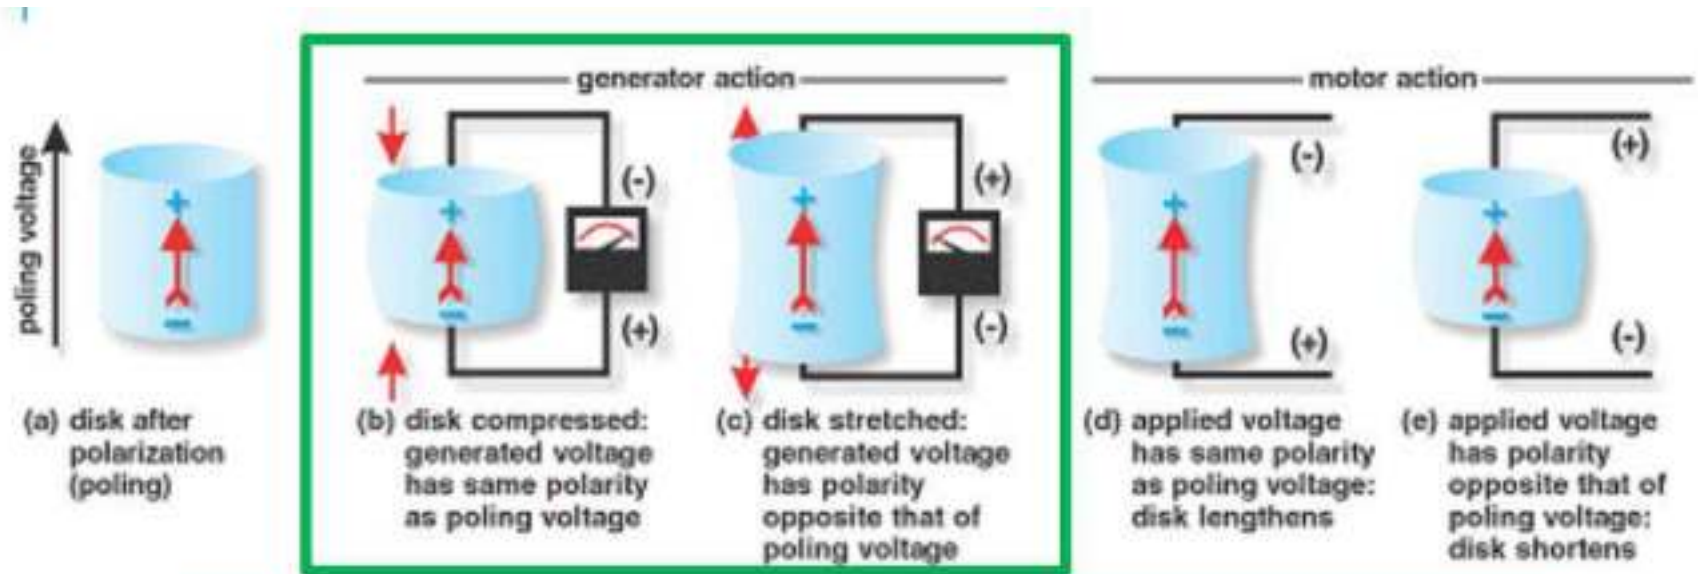 generator action
motor action
poling voltage
+
−
+
−
(-)
(+)
+
−
(+)
(-)
+
−
(-)
(+)
+
−
(+)
(-)
(a) disk after
polarization
(poling)
(b) disk compressed:
generated voltage
has same polarity
as poling voltage
(c) disk stretched:
generated voltage
has polarity
opposite that of
poling voltage
(d) applied voltage
has same polarity
as poling voltage:
disk lengthens
(e) applied voltage
has polarity
opposite that of
poling voltage:
disk shortens